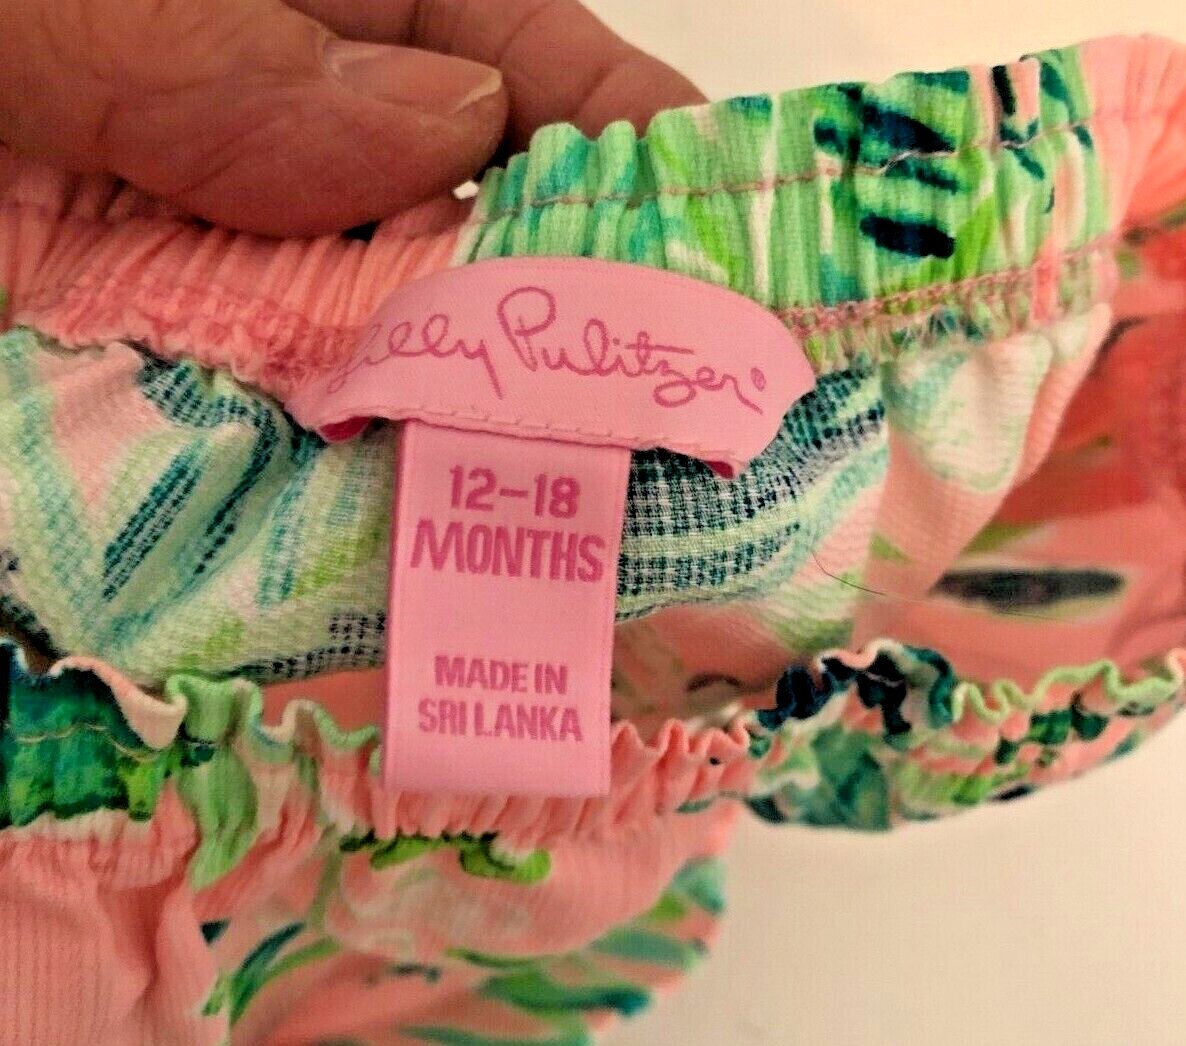 Lilly Pulitzer®
12-18
MONTHS
MADE IN
SRI LANKA